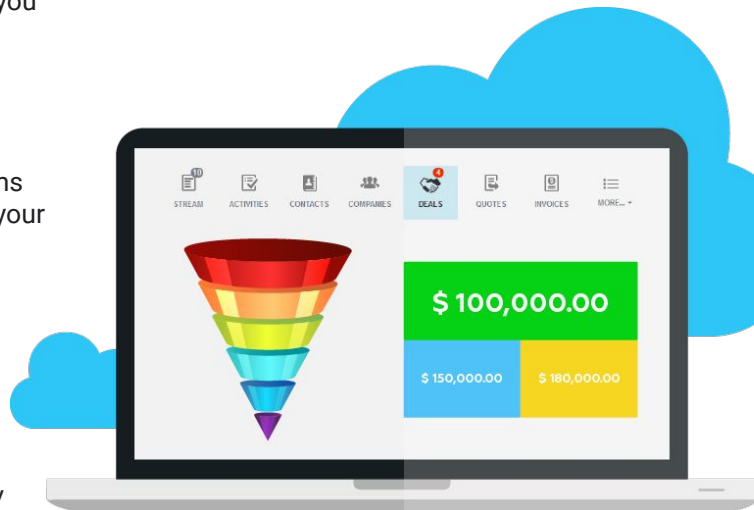 you
ns
your
10
4
STREAM ACTIVITIES CONTACTS COMPANIES DEALS QUOTES INVOICES MORE...
$ 100,000.00
$ 150,000.00 $ 180,000.00
y